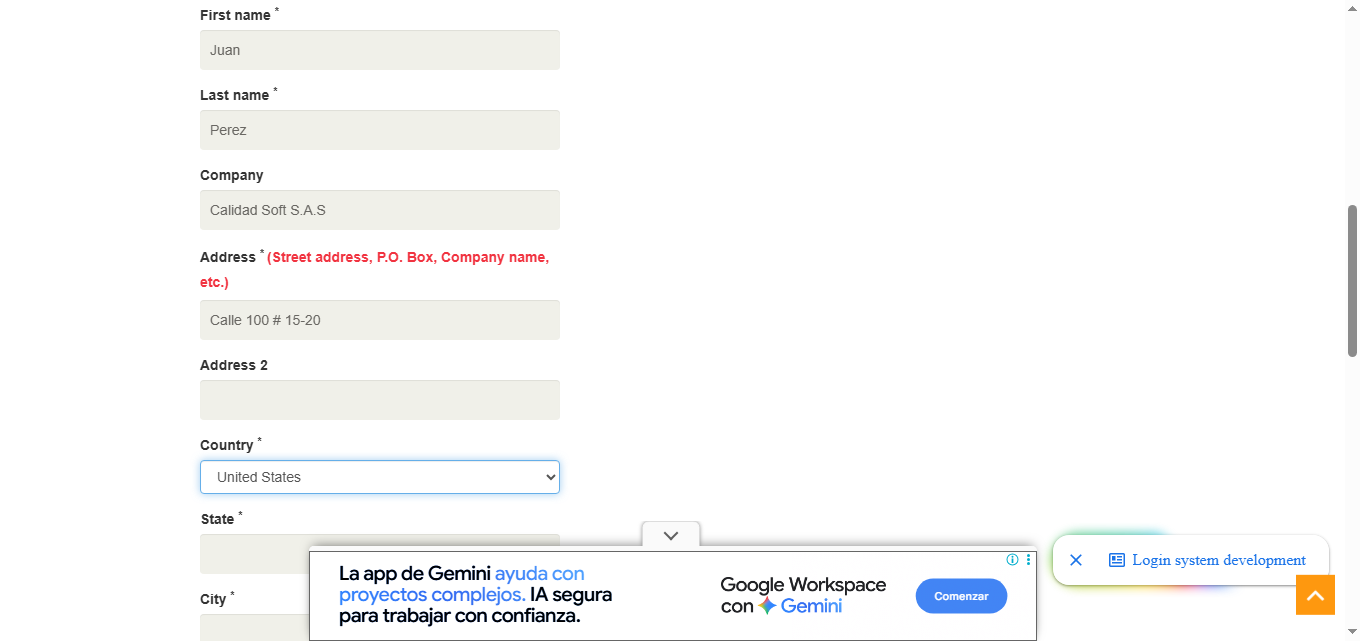 First name *
Juan
Last name *
Perez
Company
Calidad Soft S.A.S
Address * (Street address, P.O. Box, Company name,
etc.)
Calle 100 # 15-20
Address 2
Country *
United States
State *
City *
La app de Gemini ayuda con
proyectos complejos. IA segura
para trabajar con confianza.
Google Workspace
con Gemini
Comenzar
Login system development